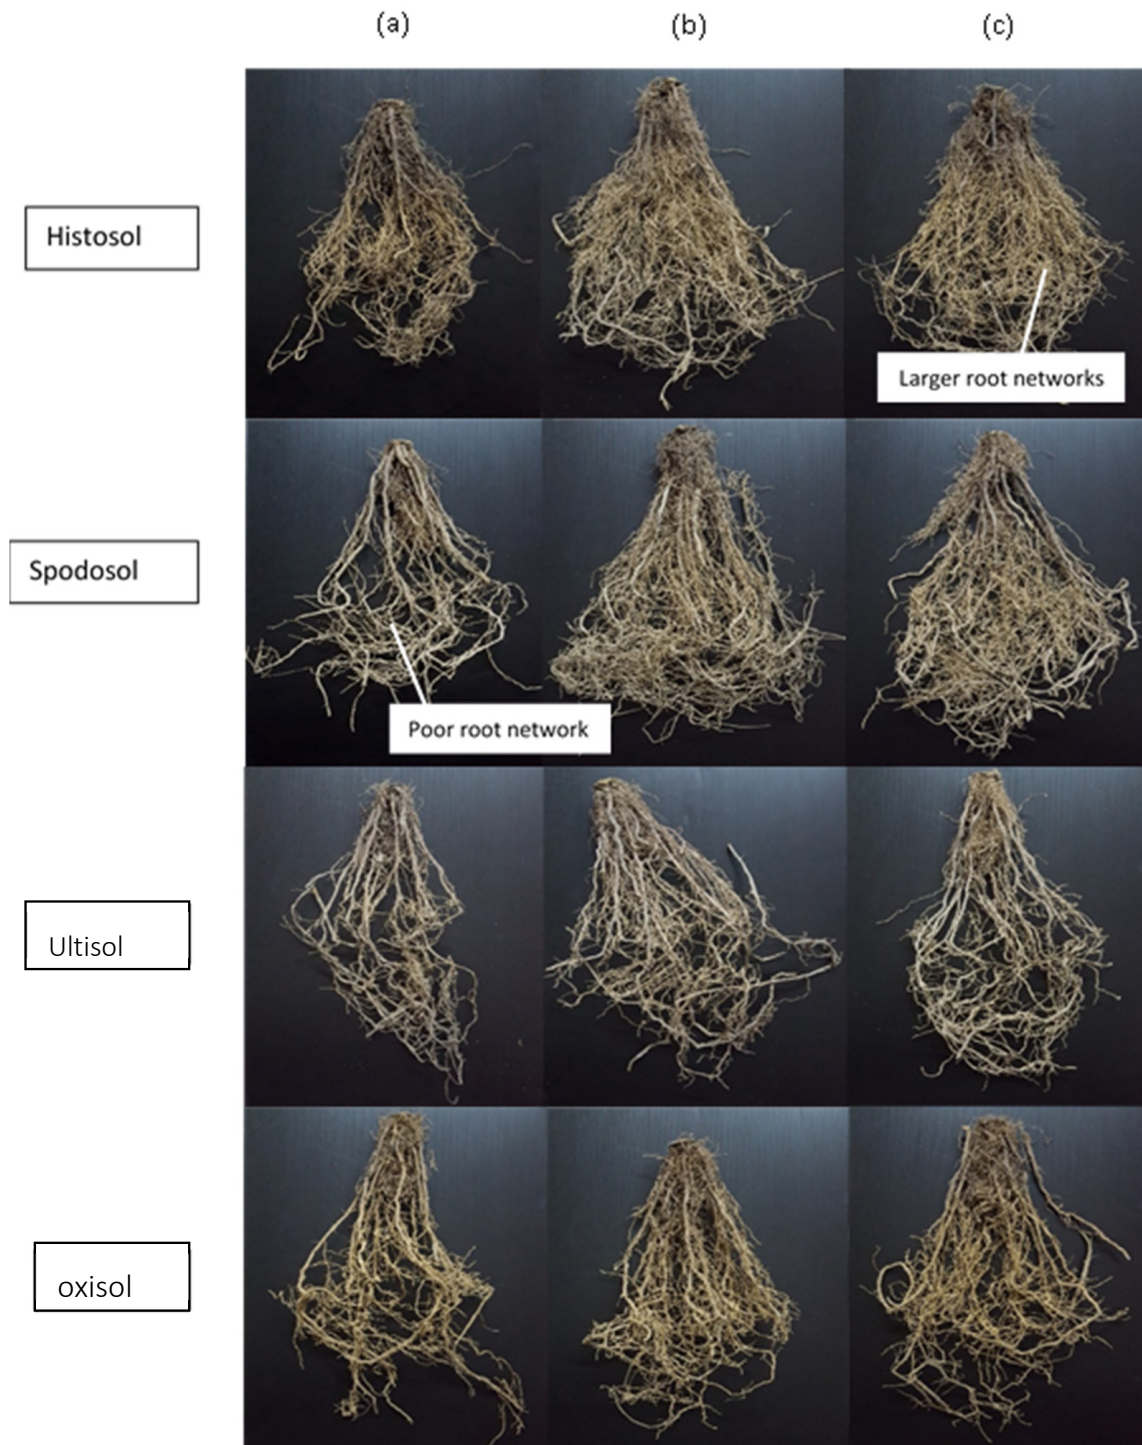 (a)
(b)
(c)
Histosol
Larger root networks
Spodosol
Poor root network
Ultisol
oxisol